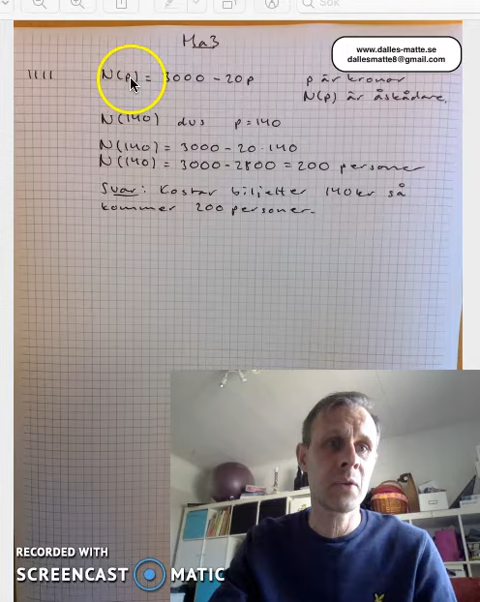 Sök
www.dalles-matte.se
dallesmatte8@gmail.com
Ma3
1111 N(p) = 3000 - 20p p är kronor
N(p) är åskådare.
N(140) dvs p = 140
N(140) = 3000 - 20 · 140
N(140) = 3000 - 2800 = 200 personer
Svar: Kostar biljetter 140 kr så
kommer 200 personer.
RECORDED WITH
SCREENCAST MATIC